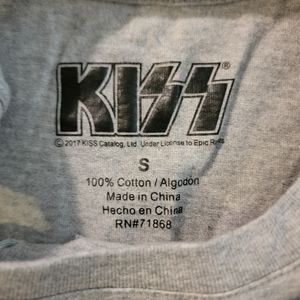 KISS®
© 2017 KISS Catalog, Ltd. Under License to Epic Rights
S
100% Cotton / Algodón
Made in China
Hecho en China
RN#71868